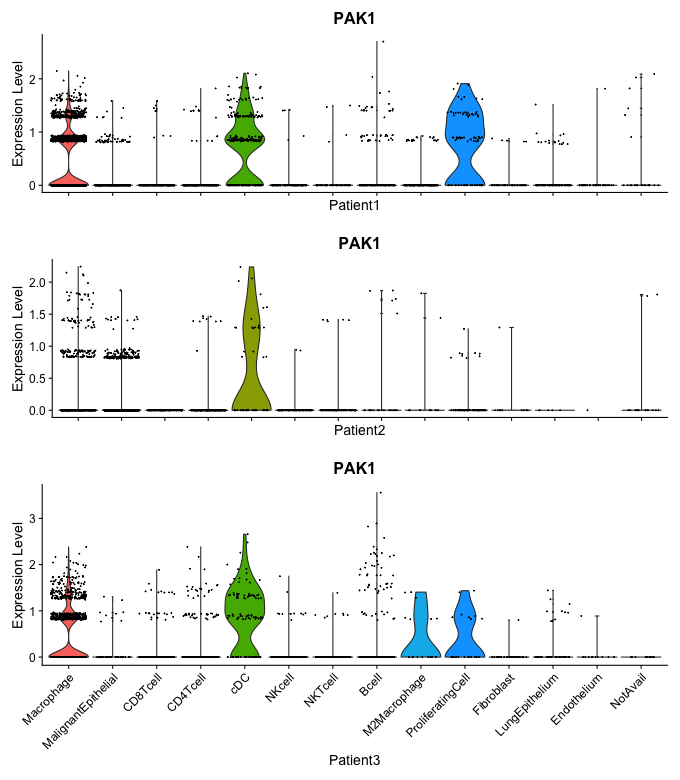 PAK1
Expression Level
2
1
0
Patient1
PAK1
Expression Level
2.0
1.5
1.0
0.5
0.0
Patient2
PAK1
Expression Level
3
2
1
0
Macrophage
MalignantEpithelial
CD8Tcell
CD4Tcell
cDC
NKcell
NKTcell
Bcell
M2Macrophage
ProliferatingCell
Fibroblast
LungEpithelium
Endothelium
NotAvail
Patient3